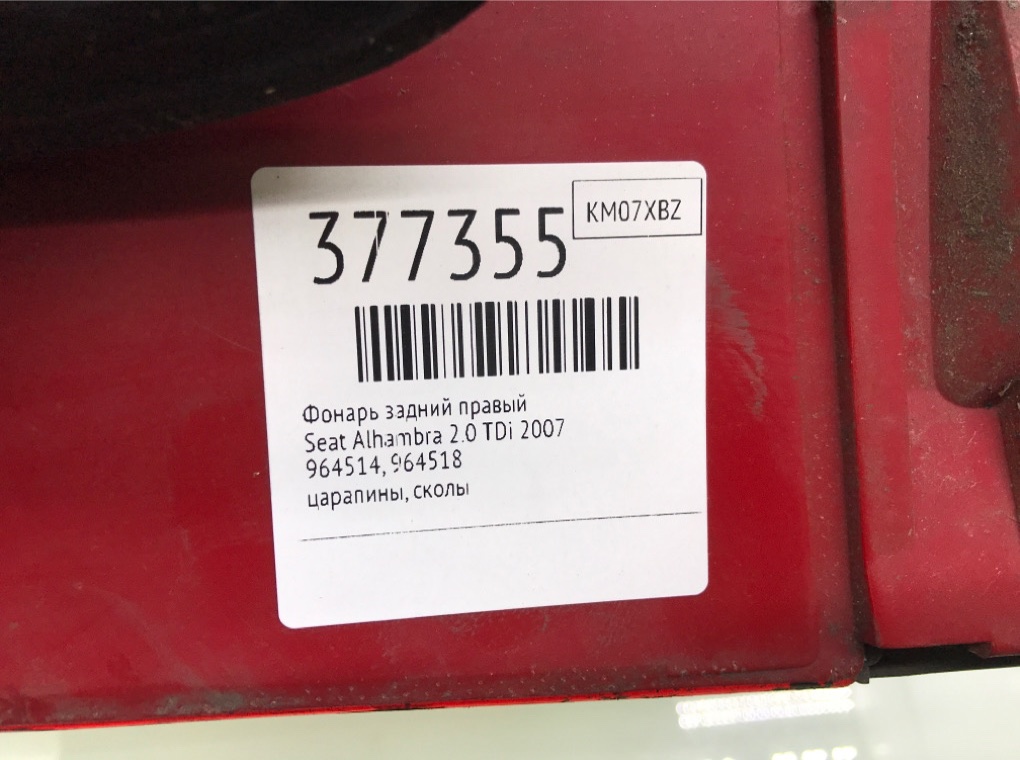 377355
KM07XBZ
Фонарь задний правый
Seat Alhambra 2.0 TDi 2007
964514, 964518
царапины, сколы